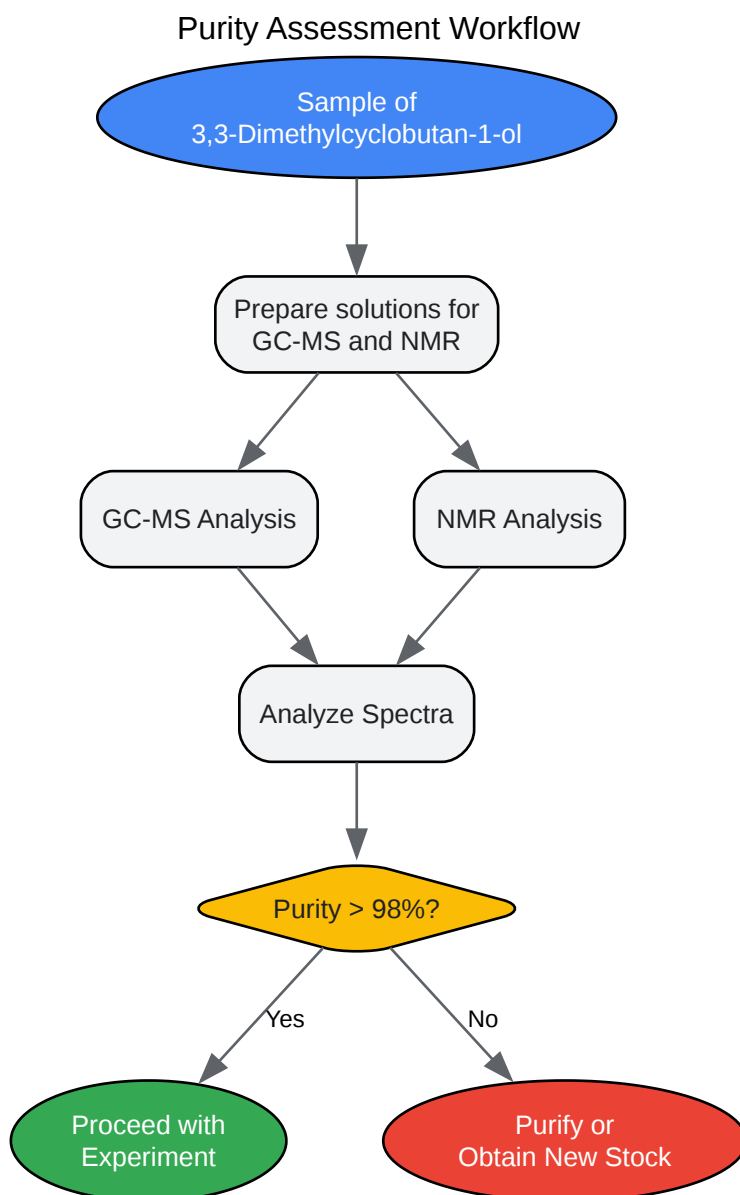 Purity Assessment Workflow
Sample of
3,3-Dimethylcyclobutan-1-ol
Prepare solutions for
GC-MS and NMR
GC-MS Analysis
NMR Analysis
Analyze Spectra
Purity > 98%?
Yes
No
Proceed with
Experiment
Purify or
Obtain New Stock